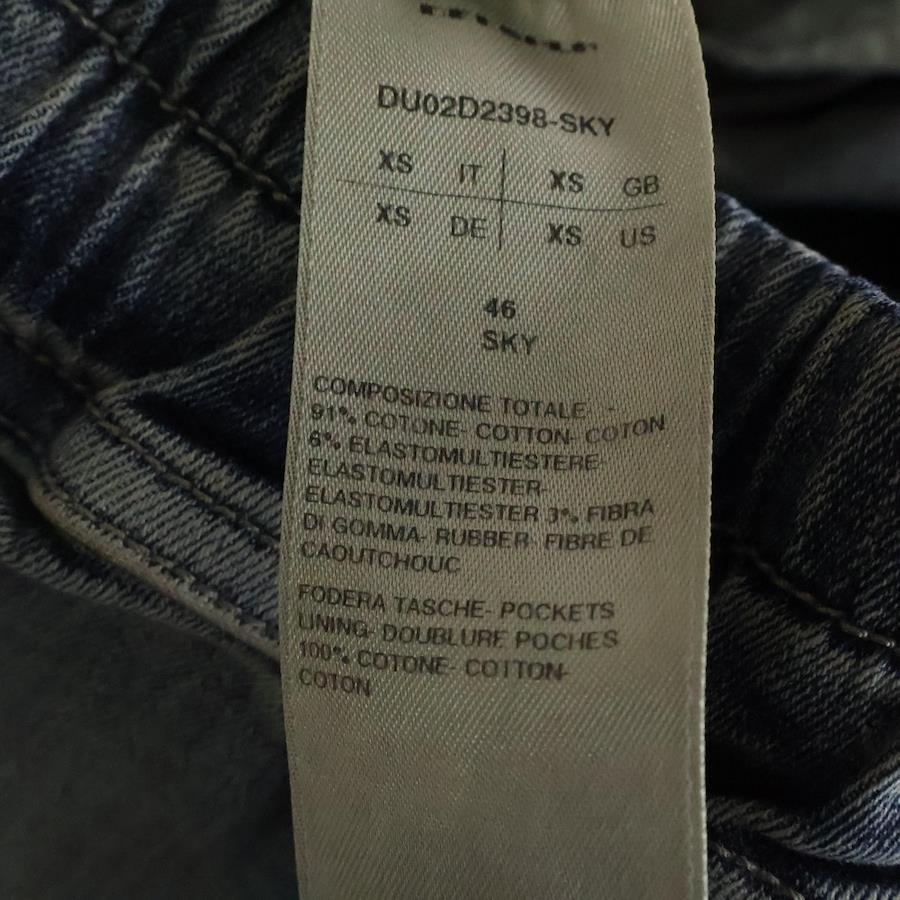 DU02D2398-SKY
XS IT XS GB
XS DE XS US
46
SKY
COMPOSIZIONE TOTALE: -
91% COTONE- COTTON- COTON
6% ELASTOMULTIESTERE-
ELASTOMULTIESTER-
ELASTOMULTIESTER 3% FIBRA
DI GOMMA- RUBBER- FIBRE DE
CAOUTCHOUC
FODERA TASCHE- POCKETS
LINING- DOUBLURE POCHES
100% COTONE- COTTON-
COTON